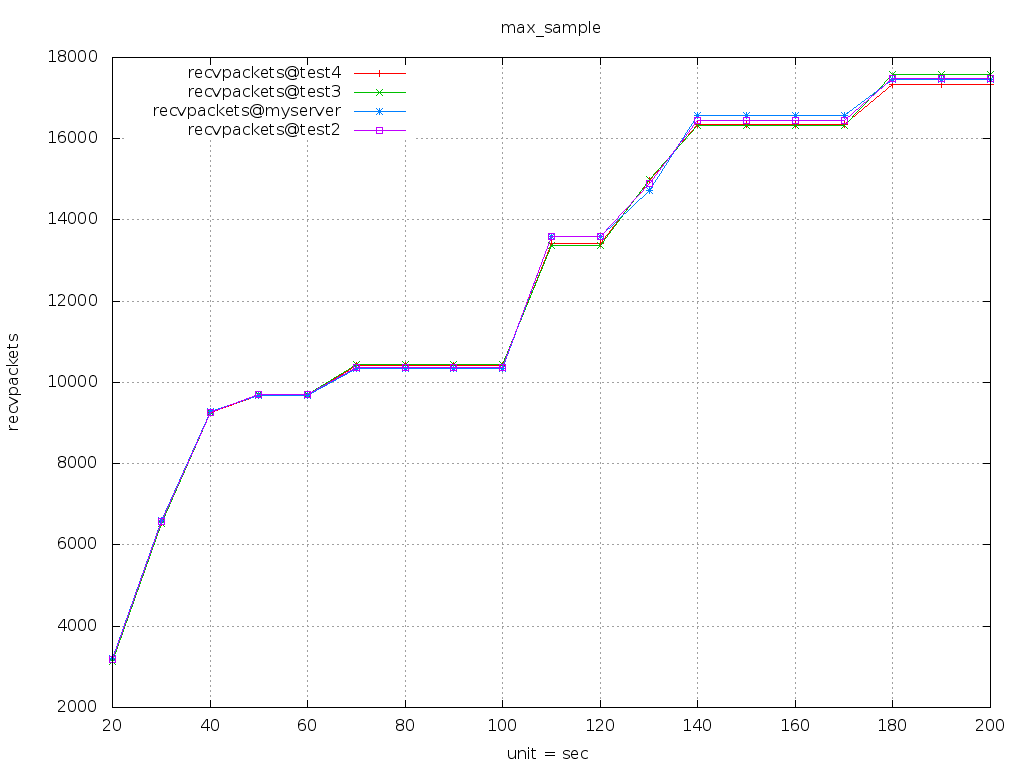 max_sample
18000
16000
14000
12000
10000
8000
6000
4000
2000
recvpackets
recvpackets@test4
recvpackets@test3
recvpackets@myserver
recvpackets@test2
20 40 60 80 100 120 140 160 180 200
unit = sec